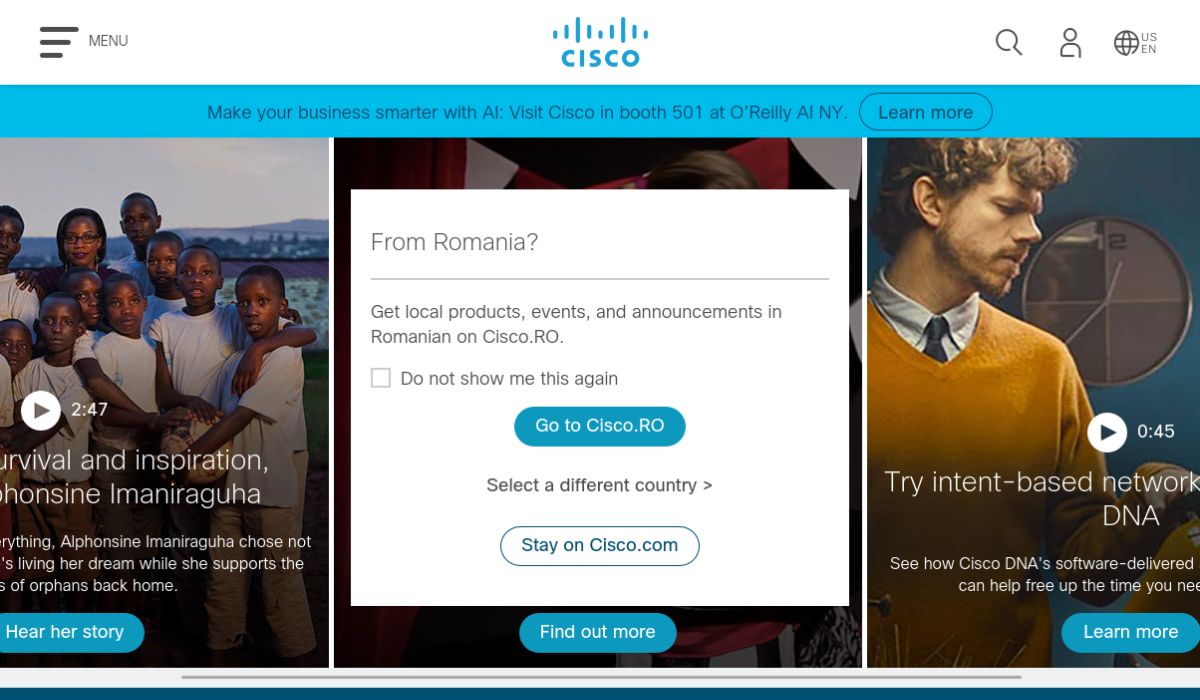 MENU
CISCO
US
EN
Make your business smarter with AI: Visit Cisco in booth 501 at O'Reilly AI NY.
Learn more
From Romania?
Get local products, events, and announcements in
Romanian on Cisco.RO.
Do not show me this again
Go to Cisco.RO
Select a different country >
Stay on Cisco.com
Find out more
2:47
and inspiration,
Imaniraguha
Alphonsine Imaniraguha chose not
's living her dream while she supports the
of orphans back home.
Hear her story
0:45
Try intent-based
DNA
See how Cisco DNA's software-delivered
can help free up the time you
Learn more